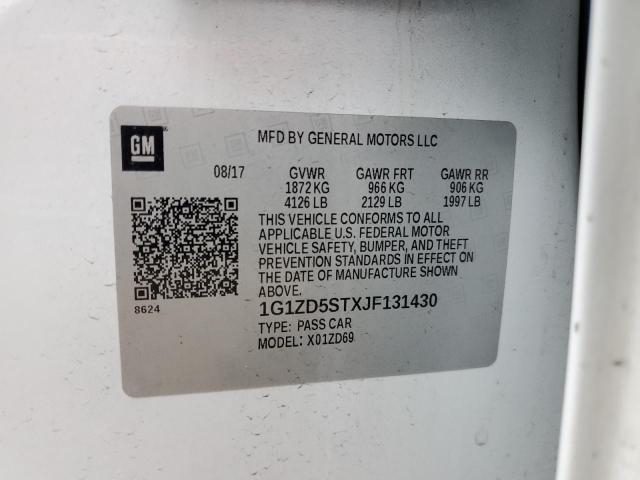 GM
MFD BY GENERAL MOTORS LLC
08/17 GVWR GAWR FRT GAWR RR
1872 KG 966 KG 906 KG
4126 LB 2129 LB 1997 LB
THIS VEHICLE CONFORMS TO ALL
APPLICABLE U.S. FEDERAL MOTOR
VEHICLE SAFETY, BUMPER, AND THEFT
PREVENTION STANDARDS IN EFFECT ON
THE DATE OF MANUFACTURE SHOWN
ABOVE.
8624
1G1ZD5STXJF131430
TYPE: PASS CAR
MODEL: X01ZD69